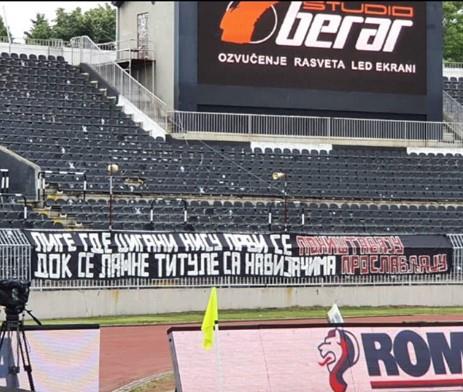 STUDIO
berar
OZVUČENJE RASVETA LED EKRANI
ЛИГЕ ГДЕ ЦИГАНИ НИСУ ПРВИ СЕ ПОНИШТАВАЈУ
ДОК СЕ ЛАЖНЕ ТИТУЛЕ СА НАВИЈАЧИМА ПРОСЛАВЉАЈУ
ROM